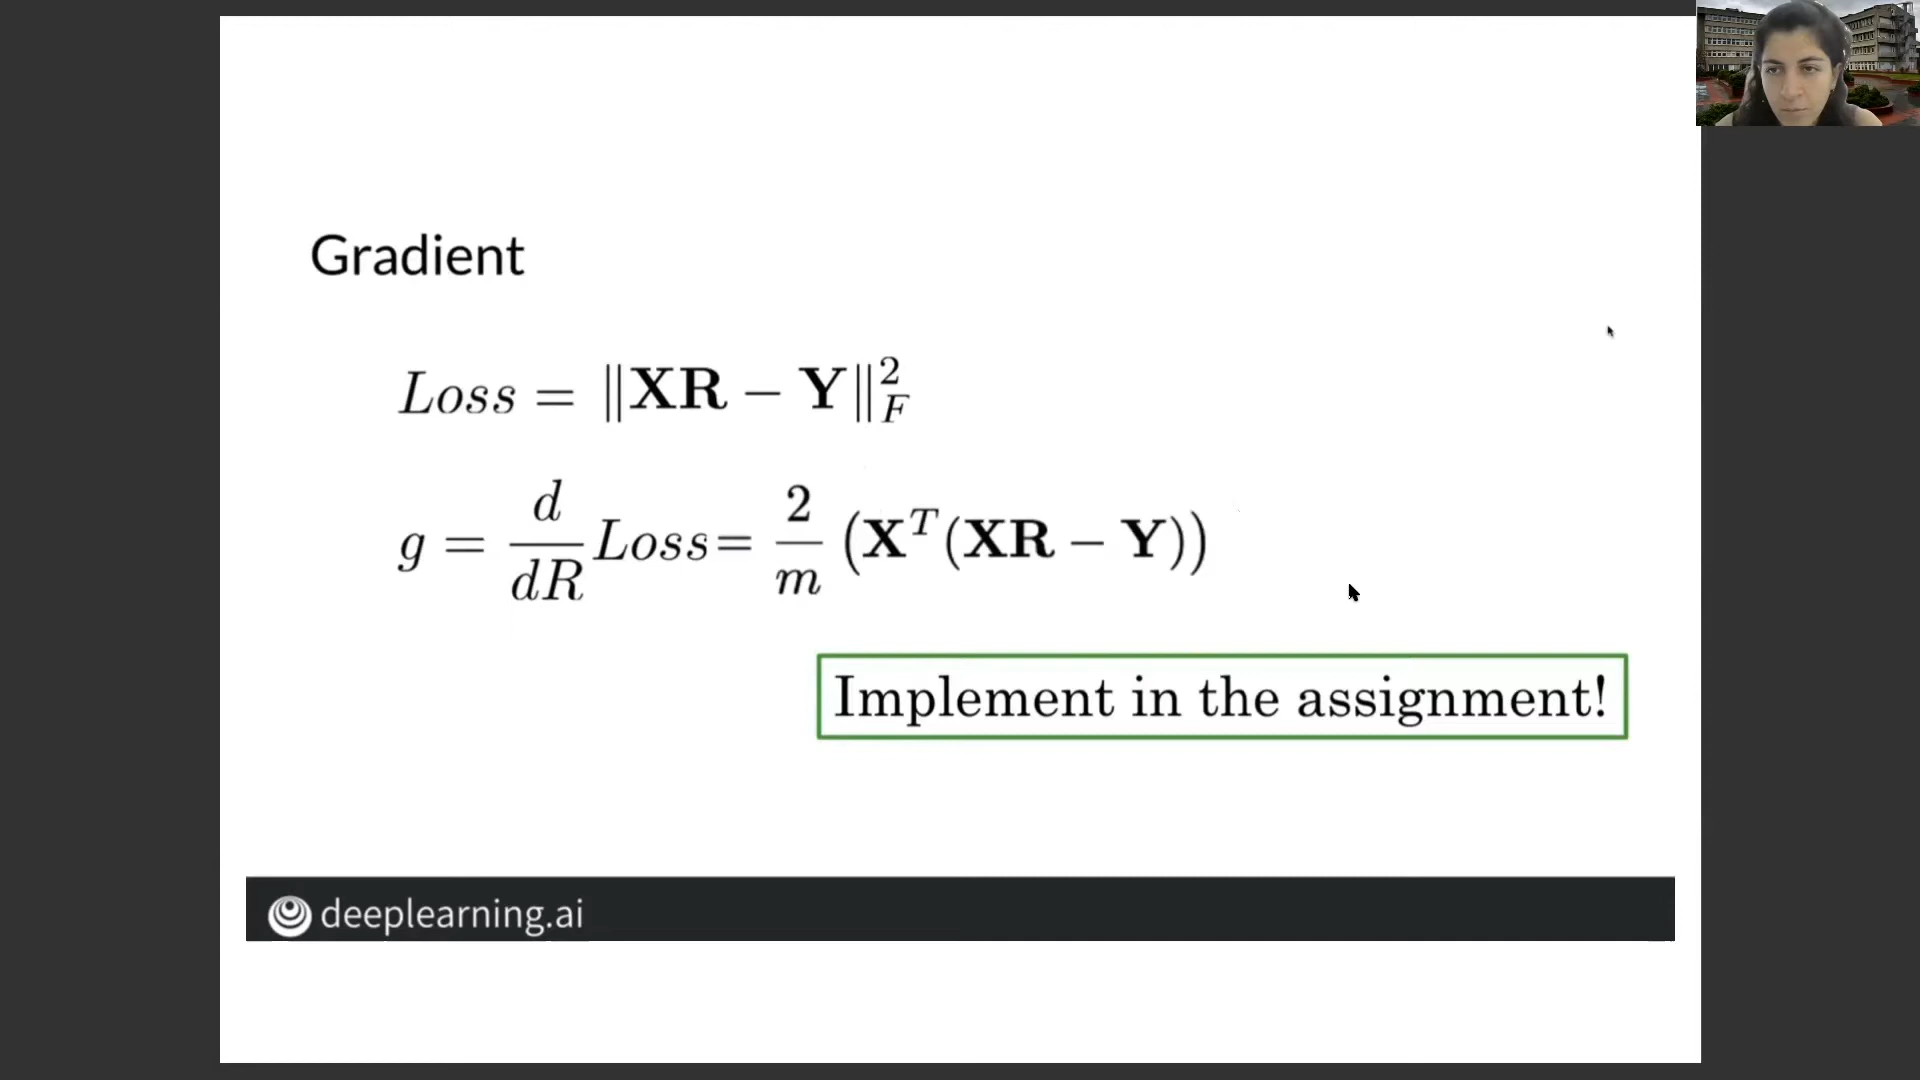 Gradient
Loss = ‖XR − Y‖²_F
g = d/dR Loss = 2/m (X^T(XR − Y))
Implement in the assignment!
deeplearning.ai